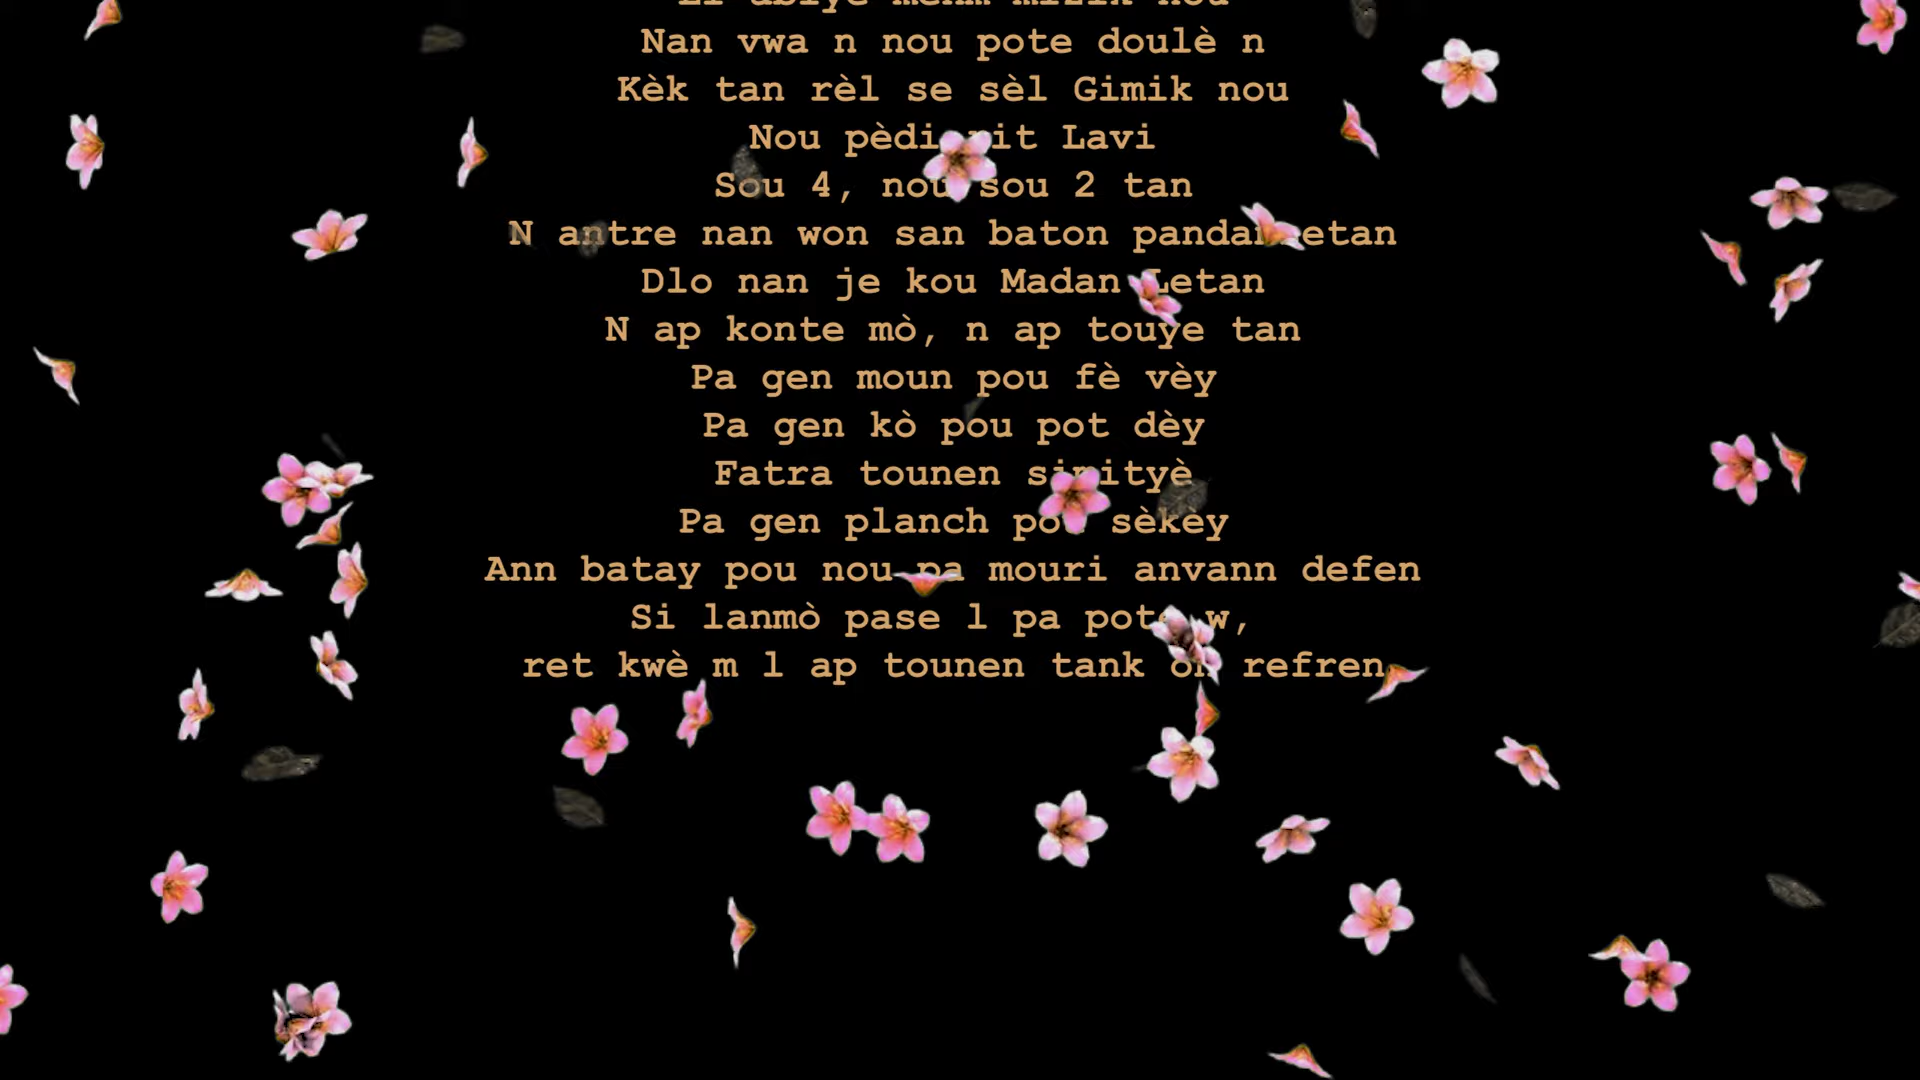 Nan vwa n nou pote doulè n
Kèk tan rèl se sèl Gimik nou
Nou pèdi Lavi
Sou 4, nou sou 2 tan
N antre nan won san baton
Dlo nan je kou Madan Letan
N ap konte mò, n ap touye tan
Pa gen moun pou fè vèy
Pa gen kò pou pot dèy
Fatra tounen simityè
Pa gen planch pou sèkèy
Ann batay pou nou pa mouri anvann defen
Si lanmò pase l pa pote w,
ret kwè m l ap tounen tank on refren